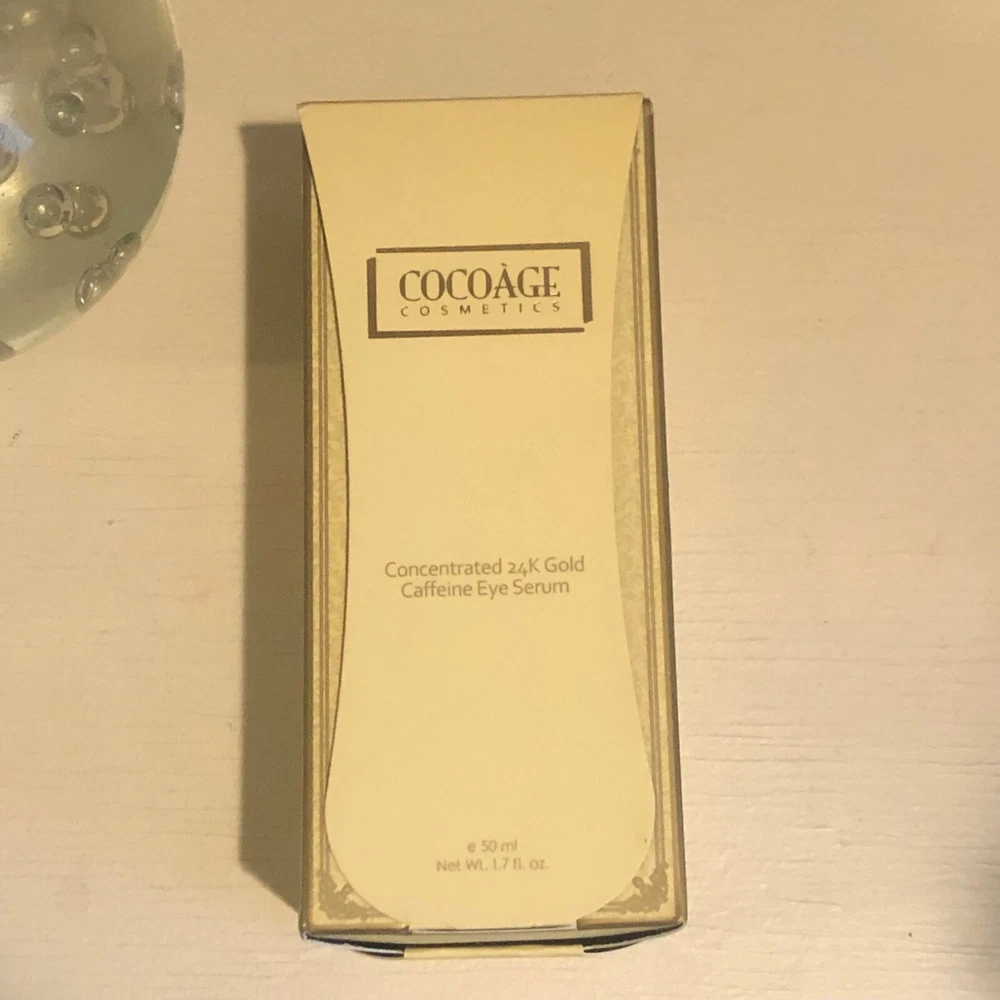 COCOÀGE
COSMETICS
Concentrated 24K Gold
Caffeine Eye Serum
e 50 ml
Net Wt. 1.7 fl. oz.